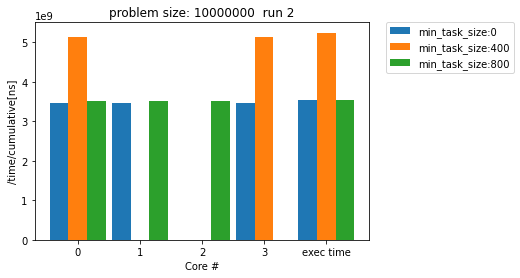 problem size: 10000000  run 2
1e9
5
4
3
2
1
0
/time/cumulative[ns]
0 1 2 3 exec time
Core #
min_task_size:0
min_task_size:400
min_task_size:800